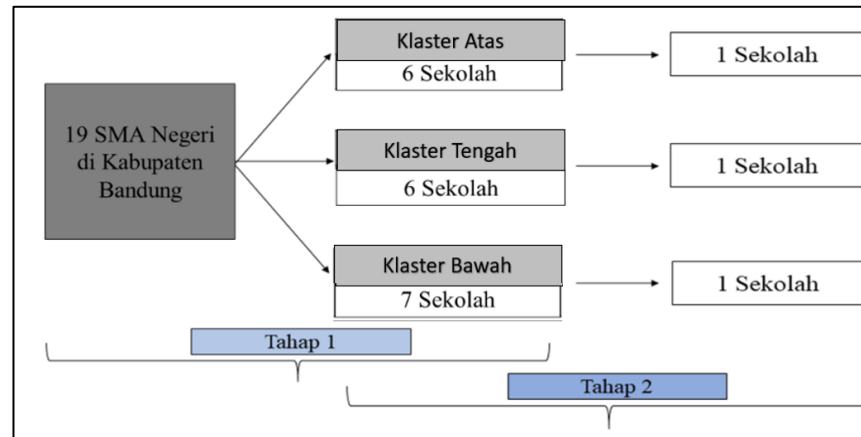 19 SMA Negeri
di Kabupaten
Bandung
Klaster Atas
6 Sekolah
1 Sekolah
Klaster Tengah
6 Sekolah
1 Sekolah
Klaster Bawah
7 Sekolah
1 Sekolah
Tahap 1
Tahap 2